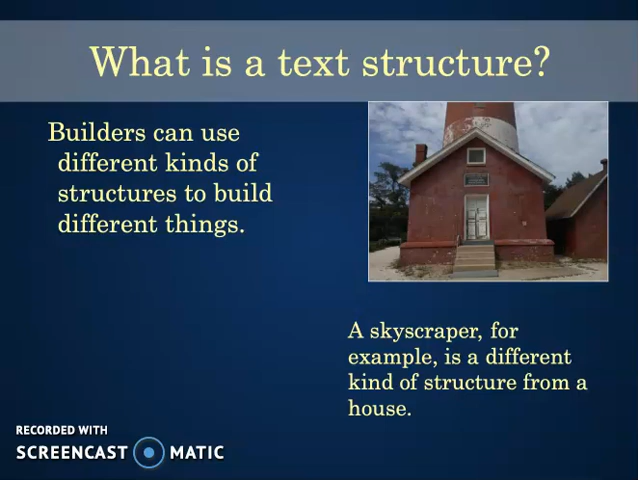 What is a text structure?
Builders can use
different kinds of
structures to build
different things.
A skyscraper, for
example, is a different
kind of structure from a
house.
RECORDED WITH
SCREENCAST MATIC